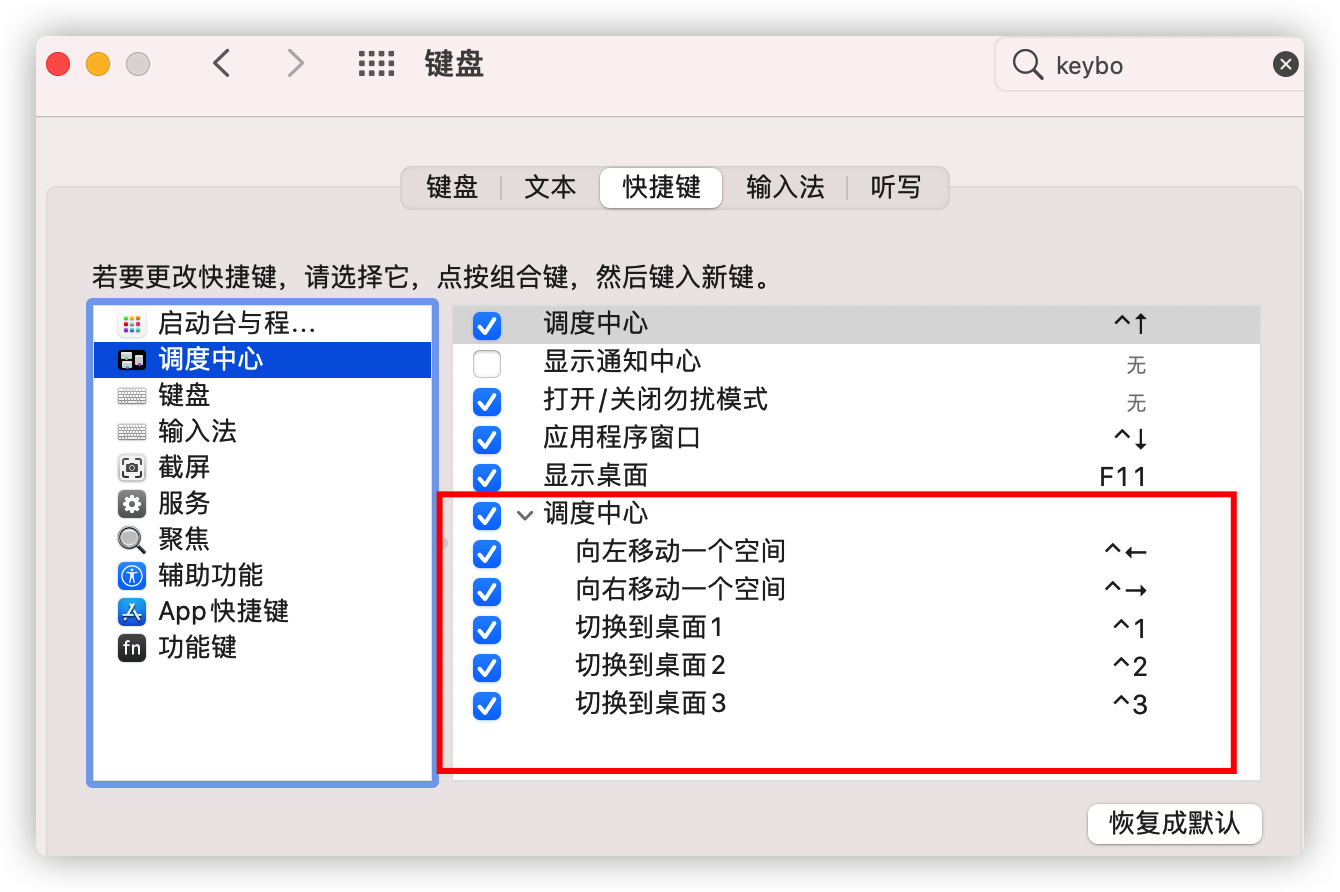 键盘
keybo
键盘 文本 快捷键 输入法 听写
若要更改快捷键，请选择它，点按组合键，然后键入新键。
启动台与程…
调度中心
键盘
输入法
截屏
服务
聚焦
辅助功能
App快捷键
fn 功能键
调度中心 ^↑
显示通知中心 无
打开/关闭勿扰模式 无
应用程序窗口 ^↓
显示桌面 F11
调度中心
向左移动一个空间 ^←
向右移动一个空间 ^→
切换到桌面1 ^1
切换到桌面2 ^2
切换到桌面3 ^3
恢复成默认